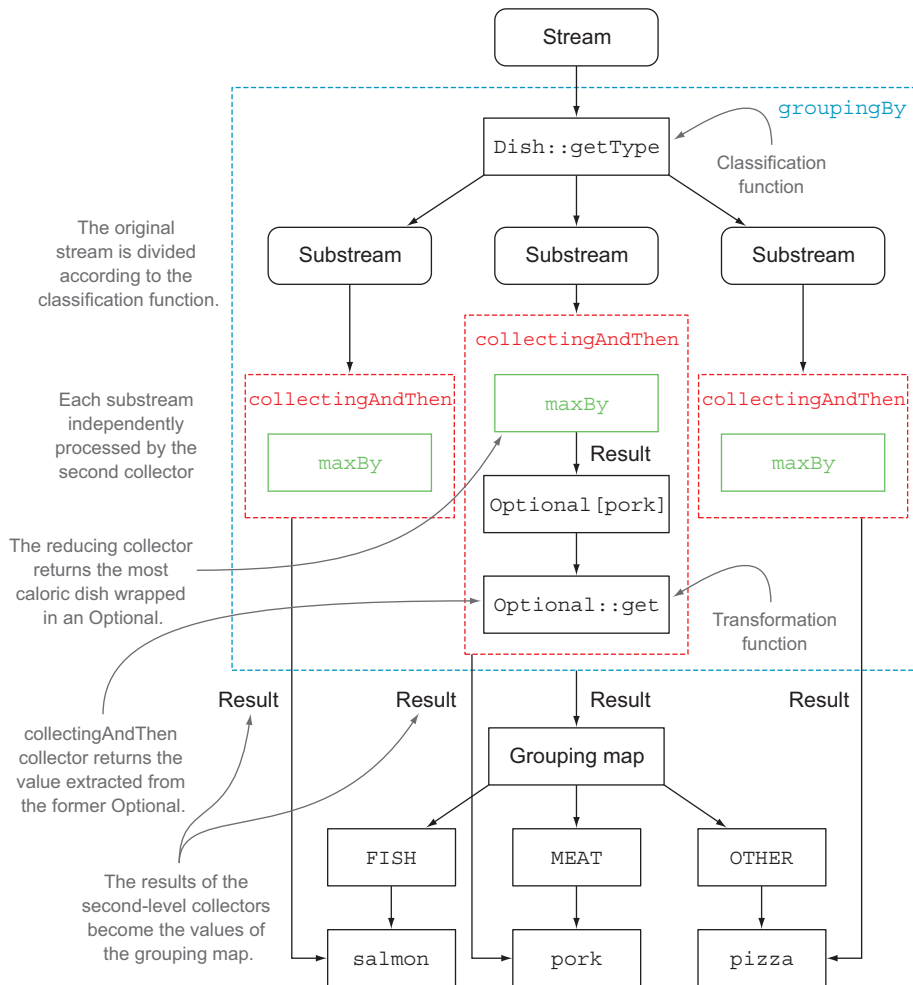 Stream
groupingBy
Dish::getType
Classification
function
The original
stream is divided
according to the
classification function.
Substream
Substream
Substream
collectingAndThen
Each substream
independently
processed by the
second collector
collectingAndThen
maxBy
maxBy
Result
collectingAndThen
maxBy
Optional[pork]
The reducing collector
returns the most
caloric dish wrapped
in an Optional.
Optional::get
Transformation
function
Result
Result
Result
Result
collectingAndThen
collector returns the
value extracted from
the former Optional.
Grouping map
FISH
MEAT
OTHER
The results of the
second-level collectors
become the values of
the grouping map.
salmon
pork
pizza